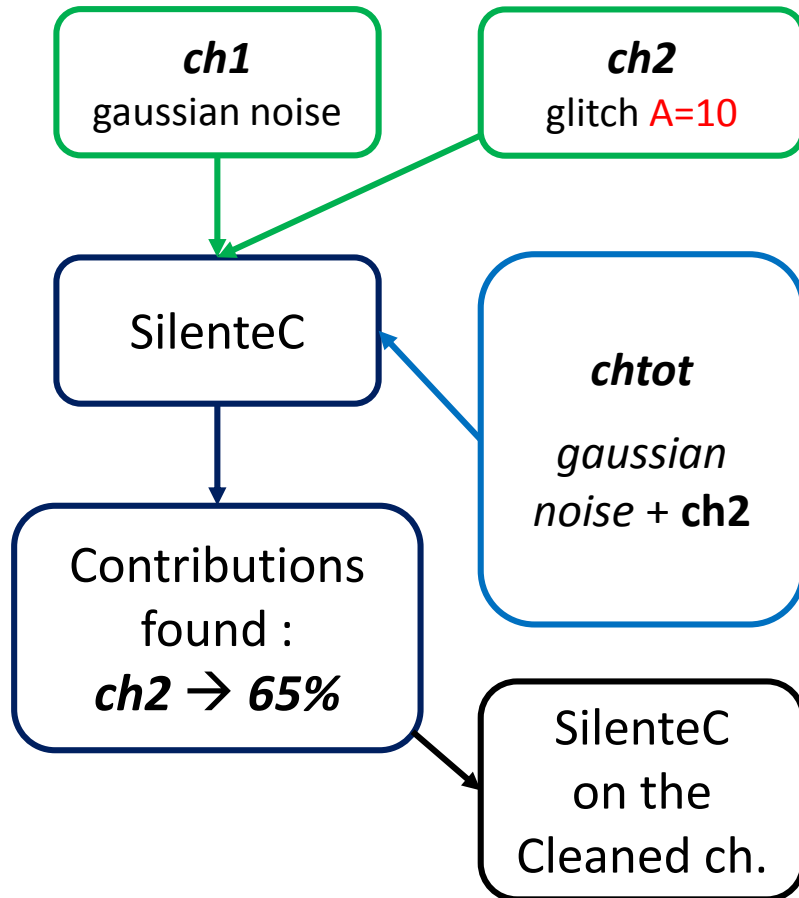 ch1
gaussian noise
ch2
glitch A=10
SilenteC
chtot
gaussian
noise + ch2
Contributions
found :
ch2 → 65%
SilenteC
on the
Cleaned ch.